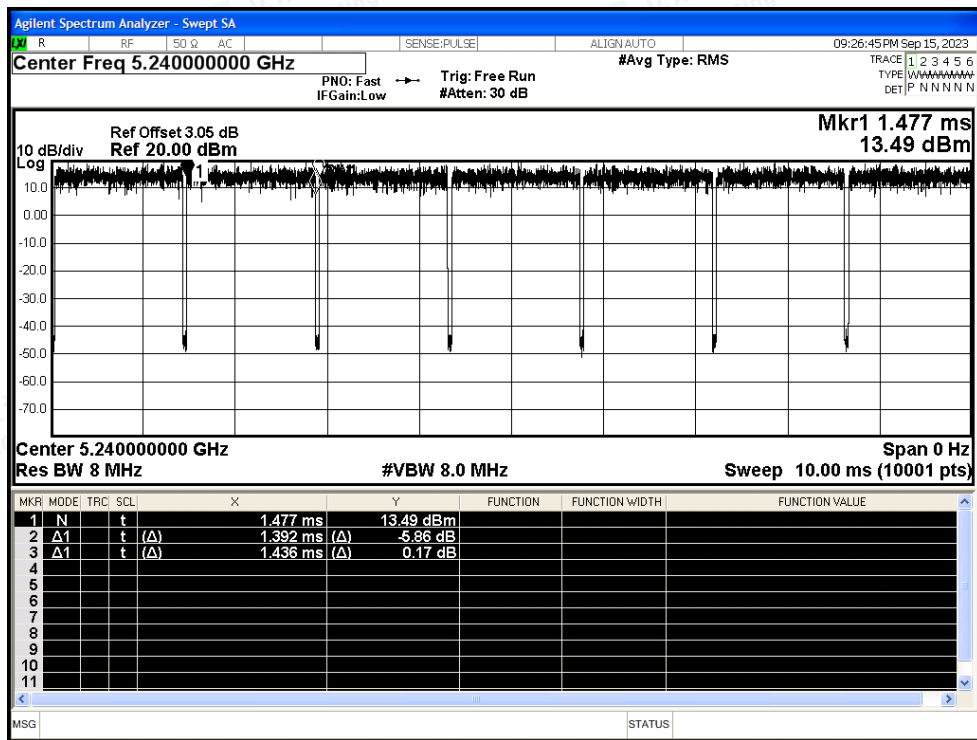 Agilent Spectrum Analyzer - Swept SA
LXI R RF 50 Ω AC SENSE:PULSE ALIGN AUTO 09:26:45 PM Sep 15, 2023
Center Freq 5.240000000 GHz
#Avg Type: RMS
TRACE 1 2 3 4 5 6
PNO: Fast Trig: Free Run
TYPE WWWWWW
IFGain:Low #Atten: 30 dB
DET P N N N N N
Mkr1 1.477 ms
Ref Offset 3.05 dB
10 dB/div Ref 20.00 dBm 13.49 dBm
Log
1
10.0
0.00
-10.0
-20.0
-30.0
-40.0
-50.0
-60.0
-70.0
Center 5.240000000 GHz Span 0 Hz
Res BW 8 MHz #VBW 8.0 MHz Sweep 10.00 ms (10001 pts)
MKR MODE TRC SCL X Y FUNCTION FUNCTION WIDTH FUNCTION VALUE
1 N t 1.477 ms 13.49 dBm
2 Δ1 t (Δ) 1.392 ms (Δ) -5.86 dB
3 Δ1 t (Δ) 1.436 ms (Δ) 0.17 dB
4
5
6
7
8
9
10
11
MSG STATUS